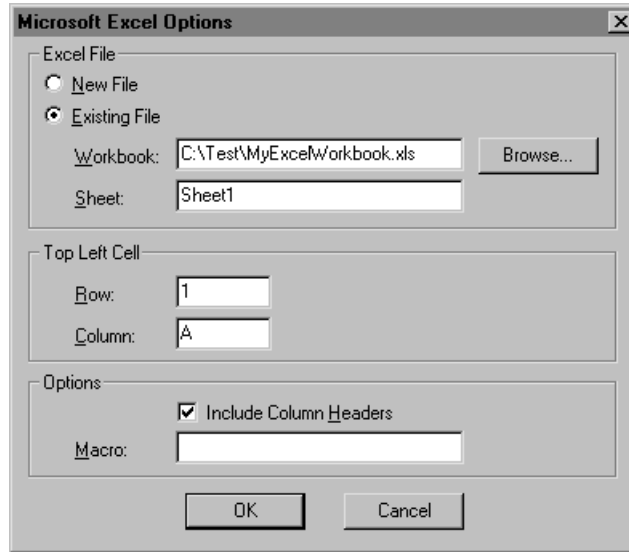 Microsoft Excel Options
Excel File
New File
Existing File
Workbook: C:\Test\MyExcelWorkbook.xls Browse...
Sheet: Sheet1
Top Left Cell
Row: 1
Column: A
Options
Include Column Headers
Macro:
OK Cancel